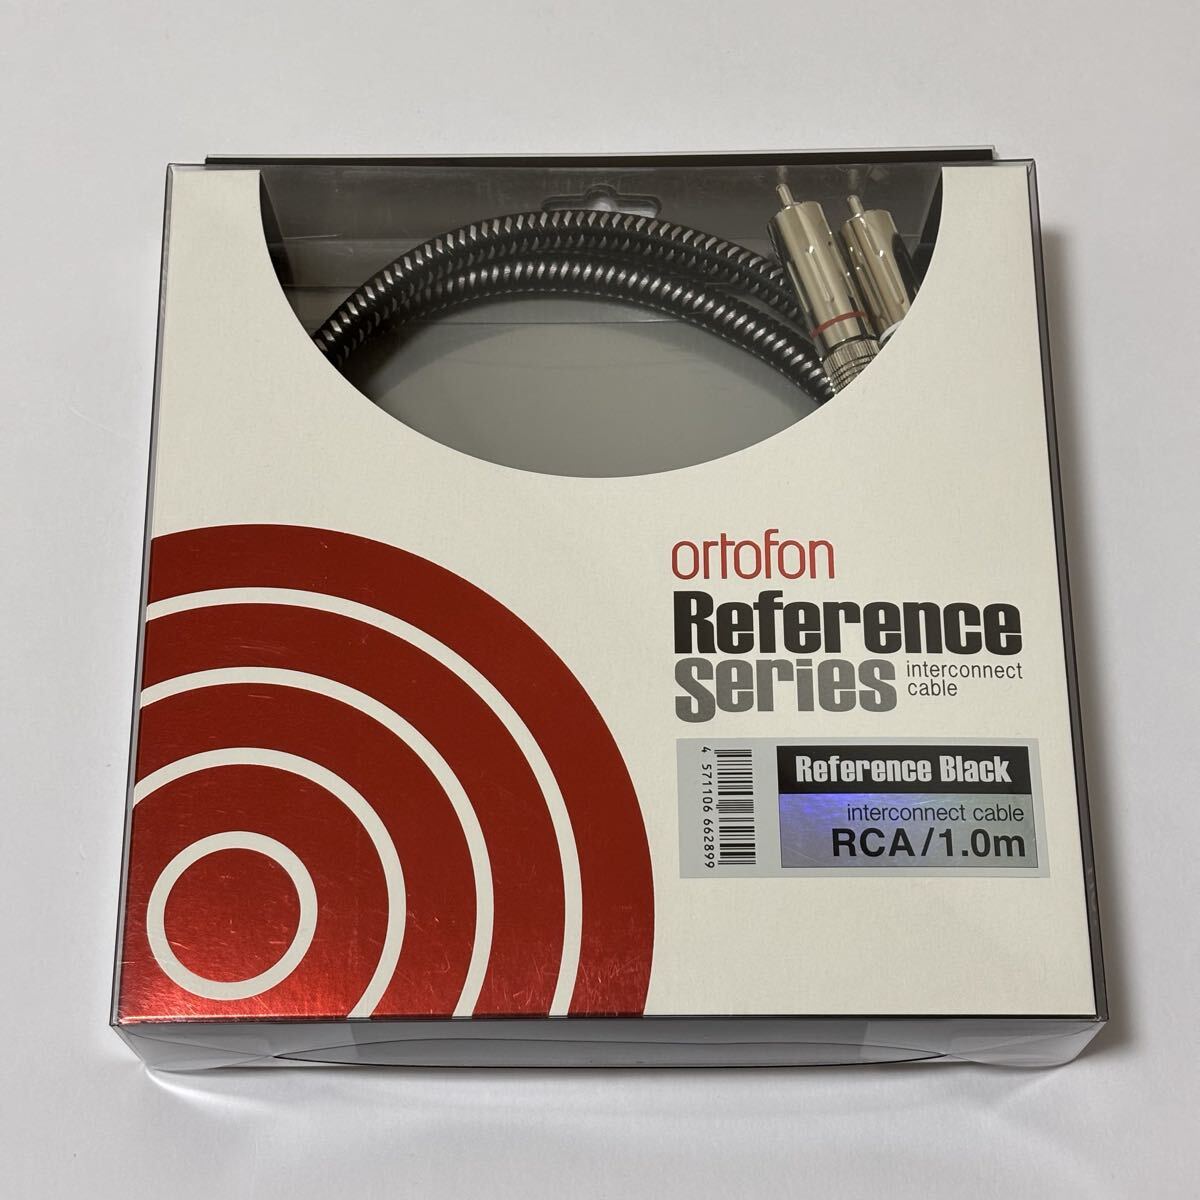 ortofon
Reference
series
interconnect
cable
4 571106 662899
Reference Black
interconnect cable
RCA/1.0m